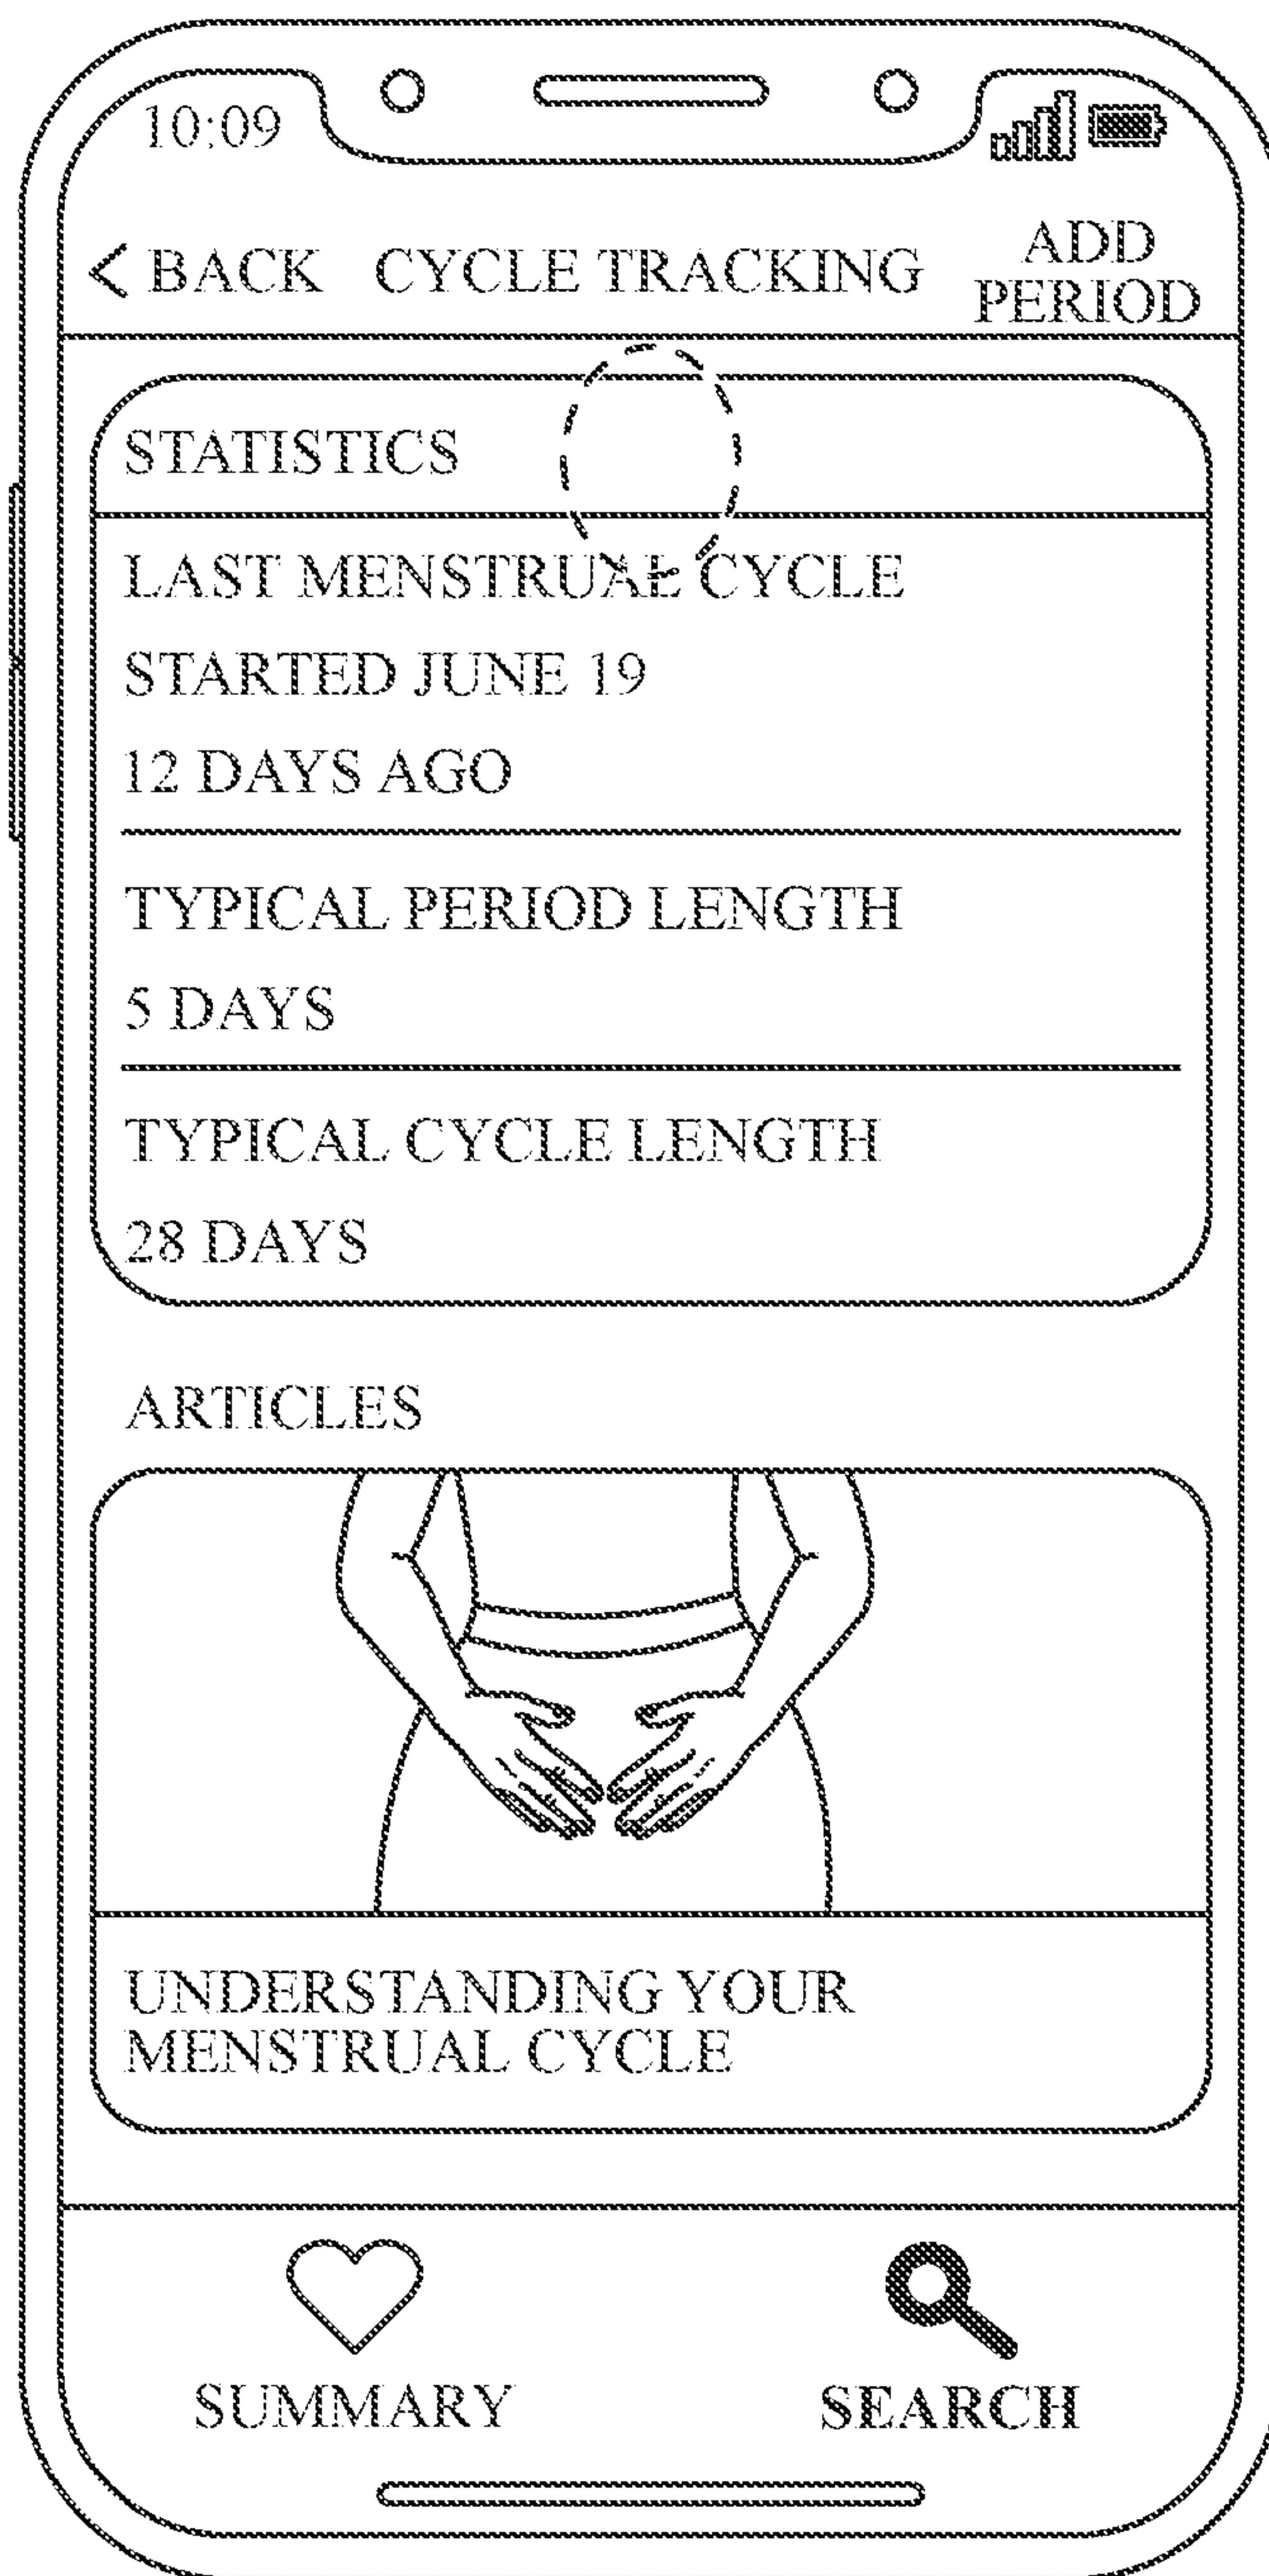 10:09
< BACK CYCLE TRACKING ADD PERIOD
STATISTICS
LAST MENSTRUAL CYCLE
STARTED JUNE 19
12 DAYS AGO
TYPICAL PERIOD LENGTH
5 DAYS
TYPICAL CYCLE LENGTH
28 DAYS
ARTICLES
UNDERSTANDING YOUR
MENSTRUAL CYCLE
SUMMARY SEARCH